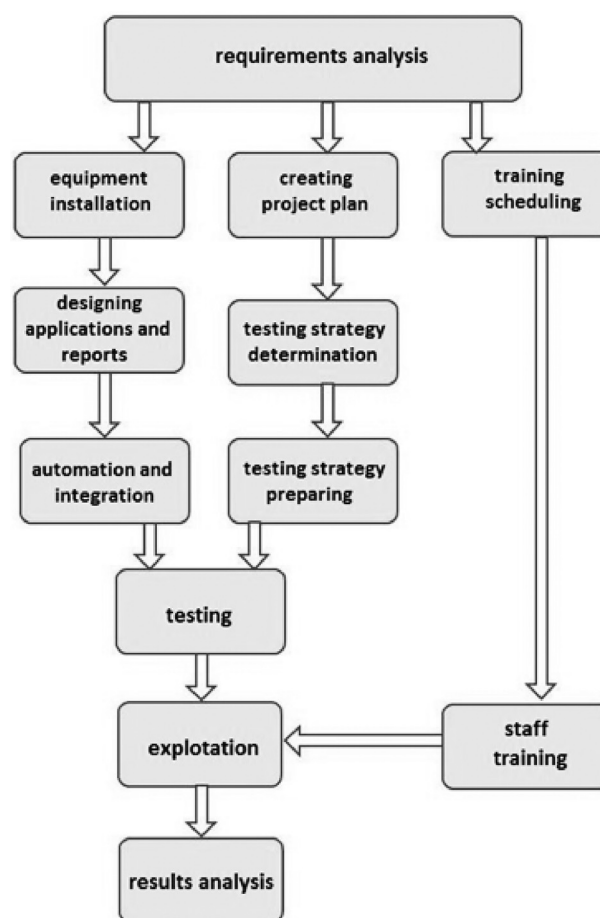 requirements analysis
equipment
installation
creating
project plan
training
scheduling
designing
applications and
reports
testing strategy
determination
automation and
integration
testing strategy
preparing
testing
explotation
staff
training
results analysis